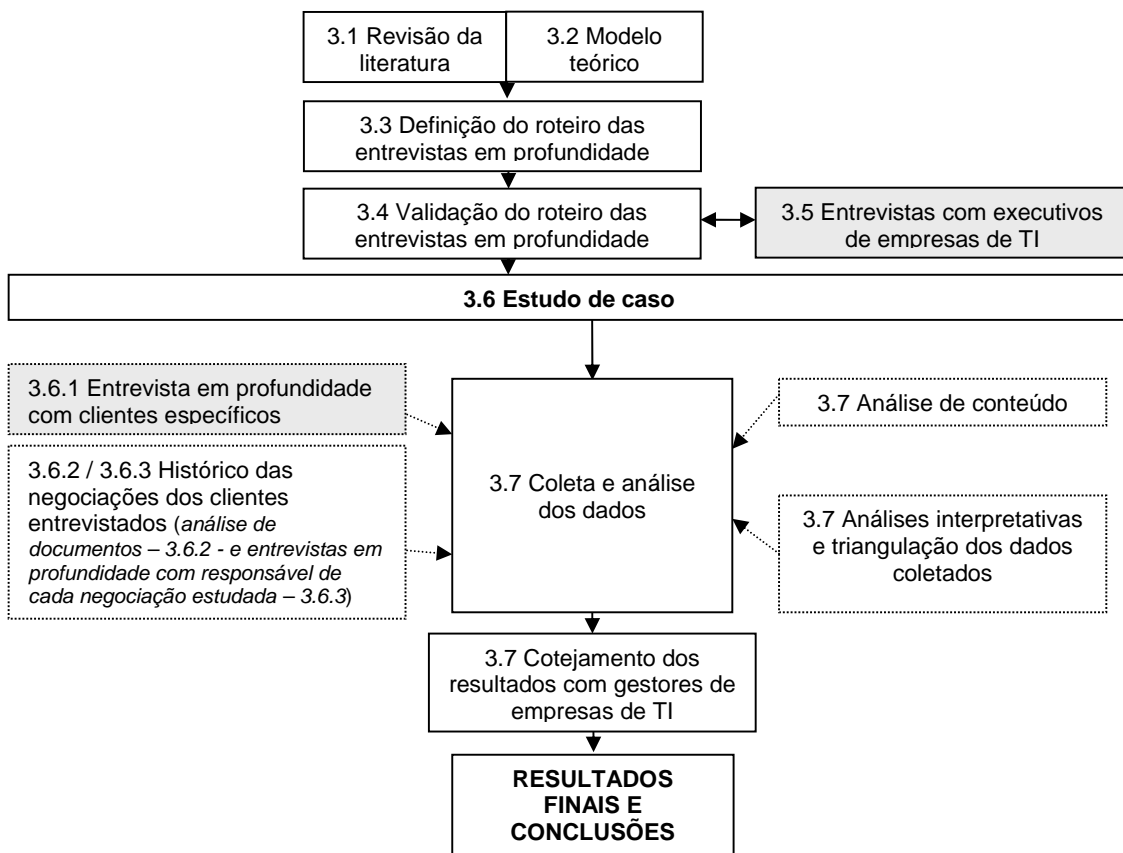 3.1 Revisão da
literatura
3.2 Modelo
teórico
3.3 Definição do roteiro das
entrevistas em profundidade
3.4 Validação do roteiro das
entrevistas em profundidade
3.5 Entrevistas com executivos
de empresas de TI
3.6 Estudo de caso
3.6.1 Entrevista em profundidade
com clientes específicos
3.6.2 / 3.6.3 Histórico das
negociações dos clientes
entrevistados (análise de
documentos – 3.6.2 - e entrevistas em
profundidade com responsável de
cada negociação estudada – 3.6.3)
3.7 Coleta e análise
dos dados
3.7 Análise de conteúdo
3.7 Análises interpretativas
e triangulação dos dados
coletados
3.7 Cotejamento dos
resultados com gestores de
empresas de TI
RESULTADOS
FINAIS E
CONCLUSÕES